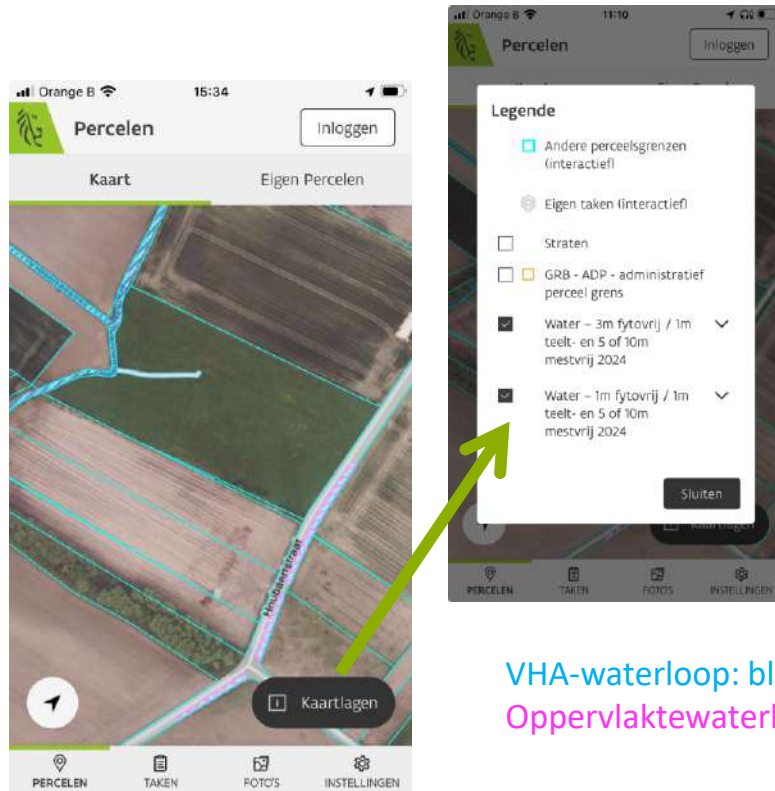 Orange B
15:34
Percelen
Inloggen
Kaart
Eigen Percelen
Houbaenstraat
Kaartlagen
PERCELEN
TAKEN
FOTO'S
INSTELLINGEN
Orange B
11:10
Percelen
Inloggen
Legende
Andere perceelsgrenzen
(interactief)
Eigen taken (interactief)
Straten
GRB - ADP - administratief
perceel grens
Water – 3m fytovrij / 1m
teelt- en 5 of 10m
mestvrij 2024
Water – 1m fytovrij / 1m
teelt- en 5 of 10m
mestvrij 2024
Sluiten
Kaartlagen
PERCELEN
TAKEN
FOTO'S
INSTELLINGEN
VHA-waterloop: bl
Oppervlaktewaterl